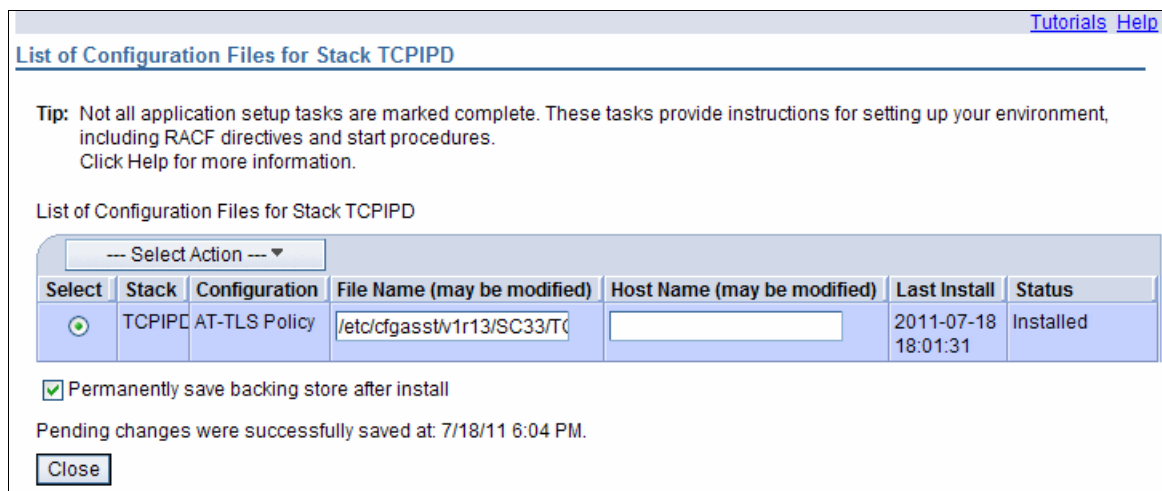 Tutorials Help
List of Configuration Files for Stack TCPIPD
Tip: Not all application setup tasks are marked complete. These tasks provide instructions for setting up your environment,
including RACF directives and start procedures.
Click Help for more information.
List of Configuration Files for Stack TCPIPD
--- Select Action ---
Select Stack Configuration File Name (may be modified) Host Name (may be modified) Last Install Status
TCPIPD AT-TLS Policy /etc/cfgasst/v1r13/SC33/TC 2011-07-18 Installed
18:01:31
Permanently save backing store after install
Pending changes were successfully saved at: 7/18/11 6:04 PM.
Close